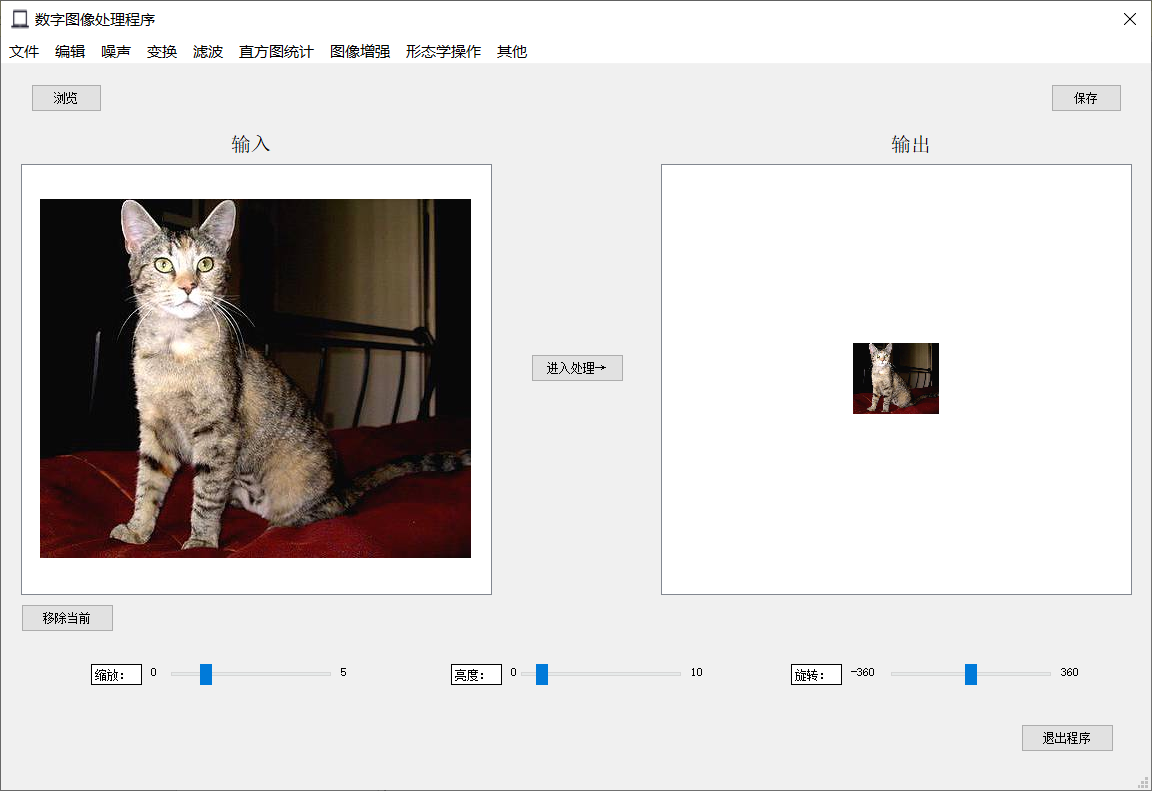 数字图像处理程序
文件 编辑 噪声 变换 滤波 直方图统计 图像增强 形态学操作 其他
浏览 保存
输入 输出
进入处理→
移除当前
缩放： 0 5 亮度： 0 10 旋转： -360 360
退出程序